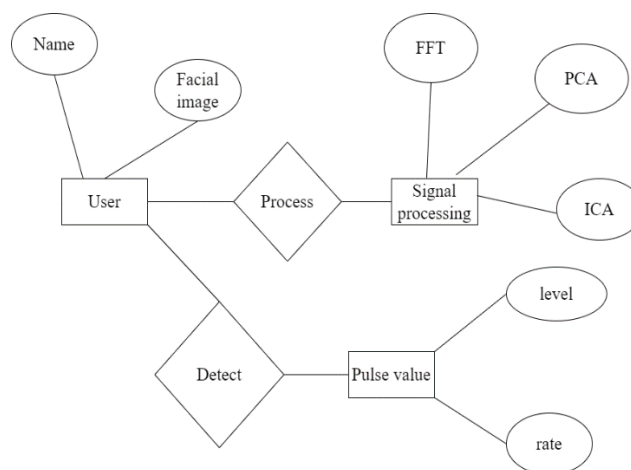 Name
FFT
Facial
image
PCA
User
Process
Signal
processing
ICA
level
Detect
Pulse value
rate